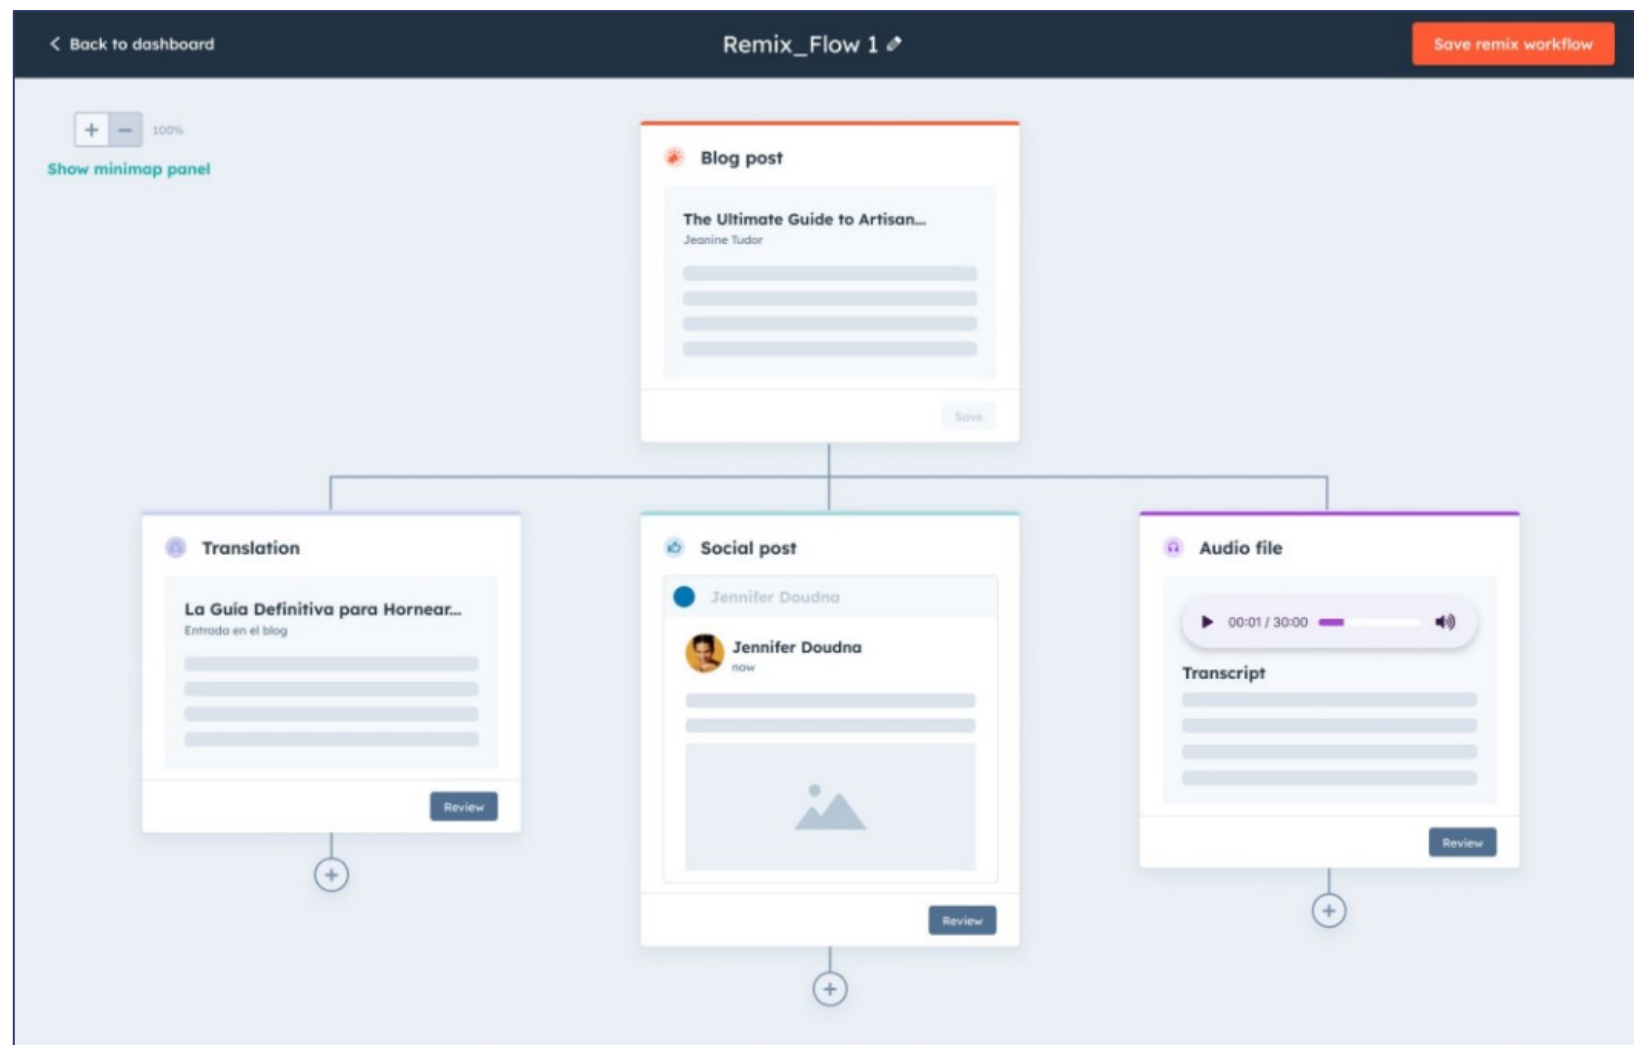 Back to dashboard
Remix_Flow 1
Save remix workflow
100%
Show minimap panel
Blog post
The Ultimate Guide to Artisan...
Jeanine Tudor
Save
Translation
La Guía Definitiva para Hornear...
Entrada en el blog
Review
Social post
Jennifer Doudna
Jennifer Doudna
now
Review
Audio file
00:01 / 30:00
Transcript
Review